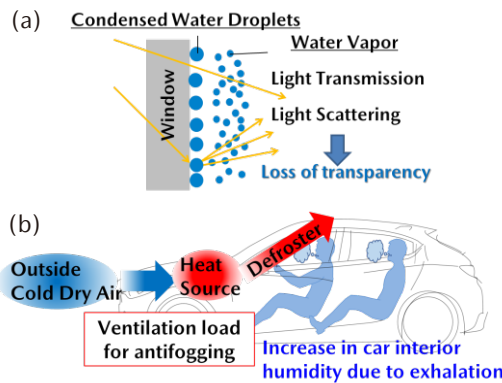 (a)
Condensed Water Droplets
Water Vapor
Light Transmission
Window
Light Scattering
Loss of transparency
(b)
Outside
Cold Dry Air
Heat
Source
Defroster
Ventilation load
for antifogging
Increase in car interior
humidity due to exhalation